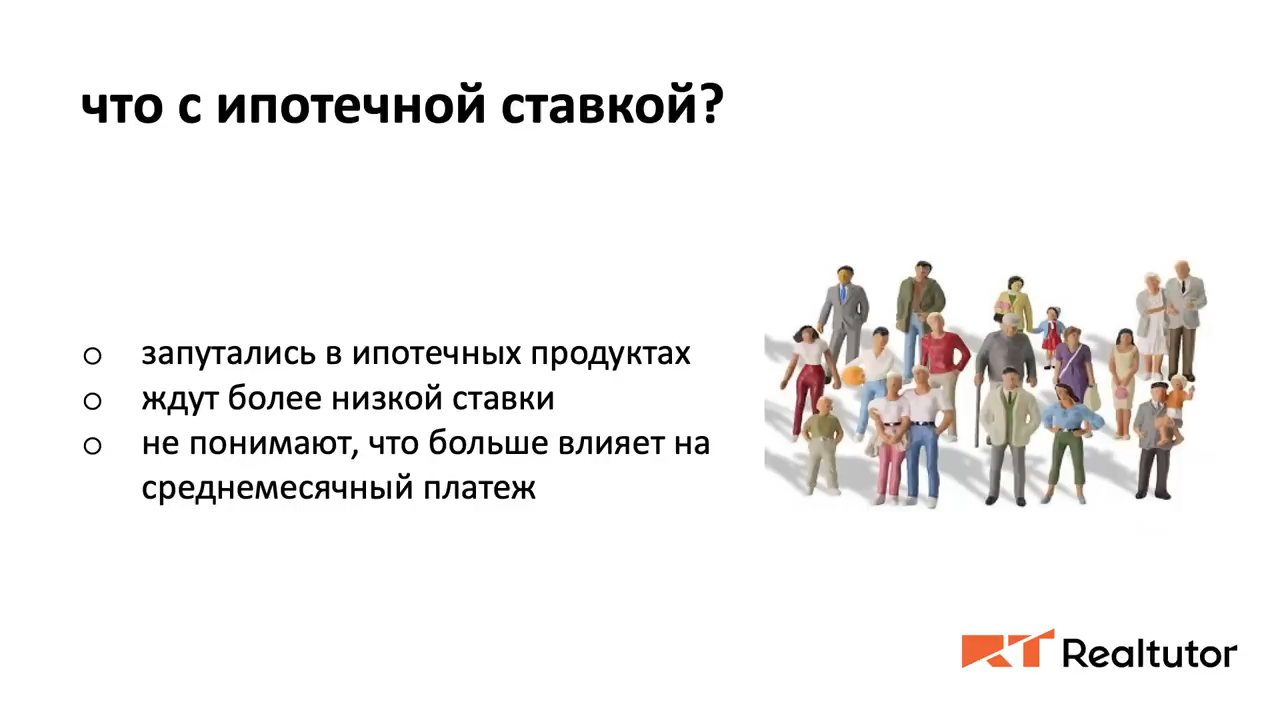 что с ипотечной ставкой?
запутались в ипотечных продуктах
ждут более низкой ставки
не понимают, что больше влияет на
среднемесячный платеж
RT Realtutor